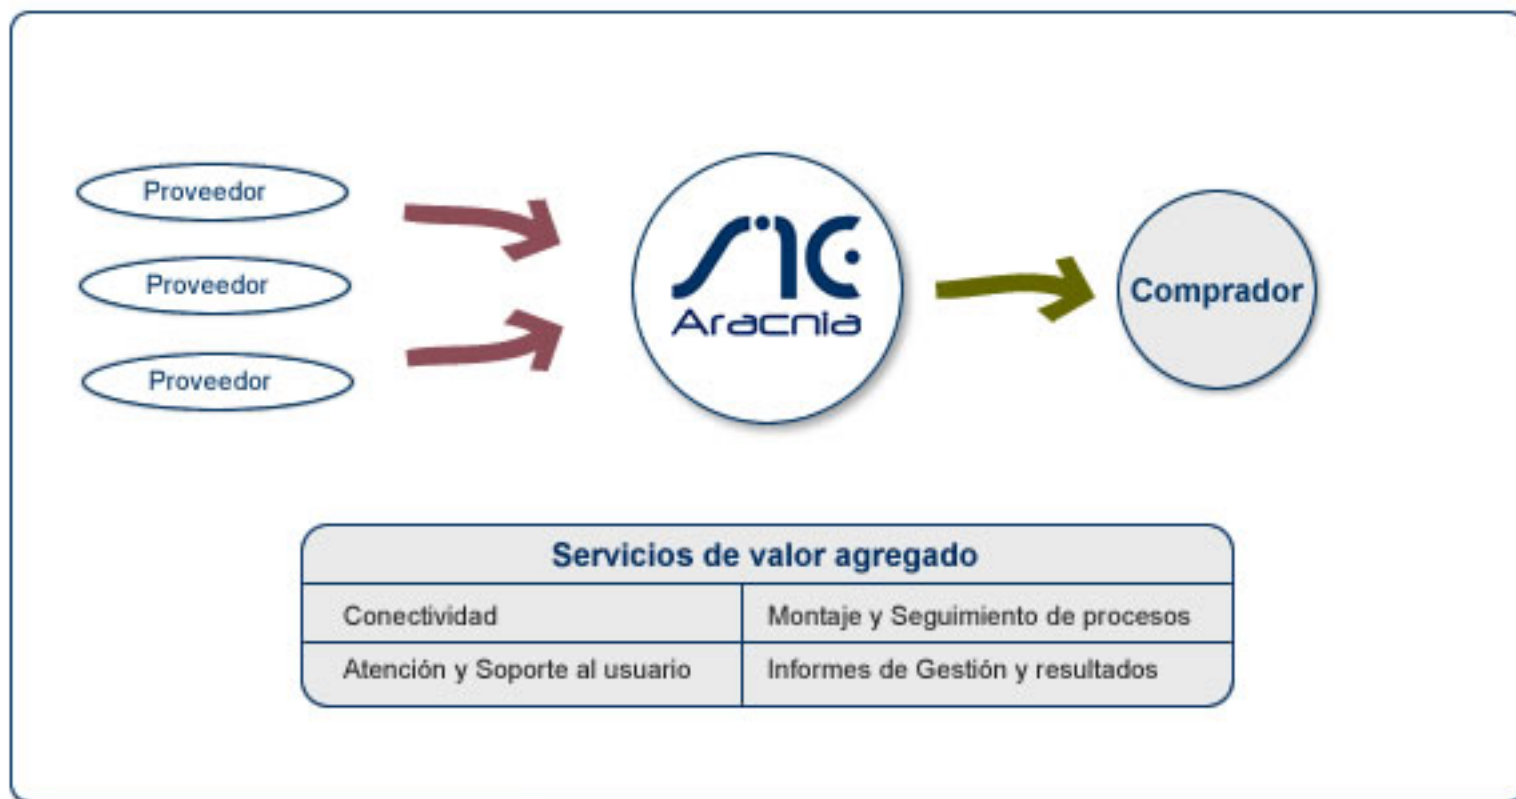 Proveedor
Proveedor
Proveedor
SIC
Aracnia
Comprador
Servicios de valor agregado
Conectividad
Montaje y Seguimiento de procesos
Atención y Soporte al usuario
Informes de Gestión y resultados